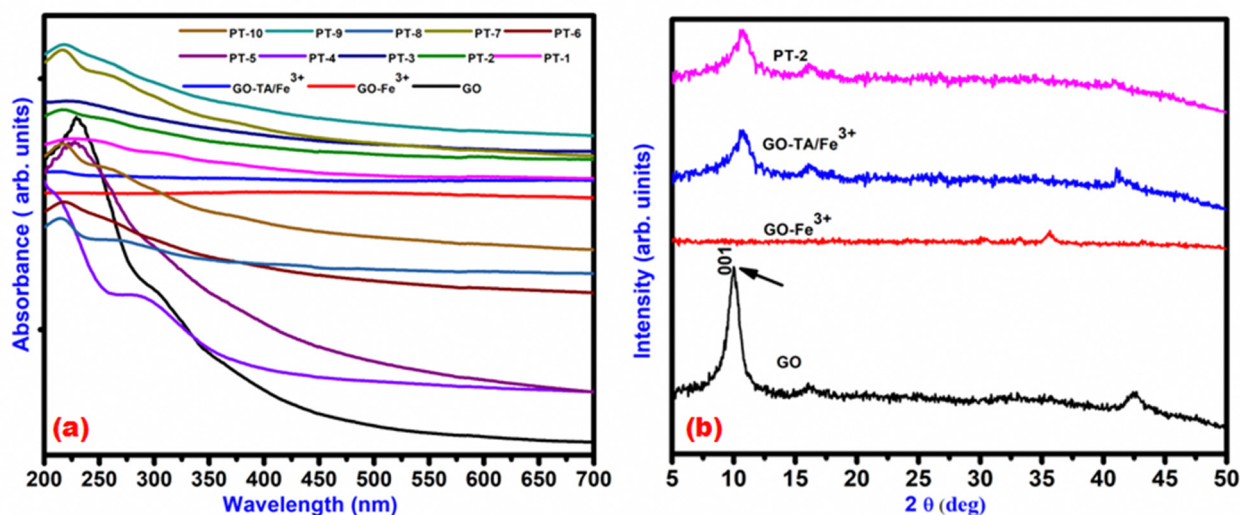 PT-10 PT-9 PT-8 PT-7 PT-6
PT-5 PT-4 PT-3 PT-2 PT-1
GO-TA/Fe3+ GO-Fe3+ GO
Absorbance ( arb. units)
(a)
200 250 300 350 400 450 500 550 600 650 700
Wavelength (nm)
PT-2
GO-TA/Fe3+
GO-Fe3+
001
GO
Intensity (arb. uinits)
(b)
5 10 15 20 25 30 35 40 45 50
2 θ (deg)